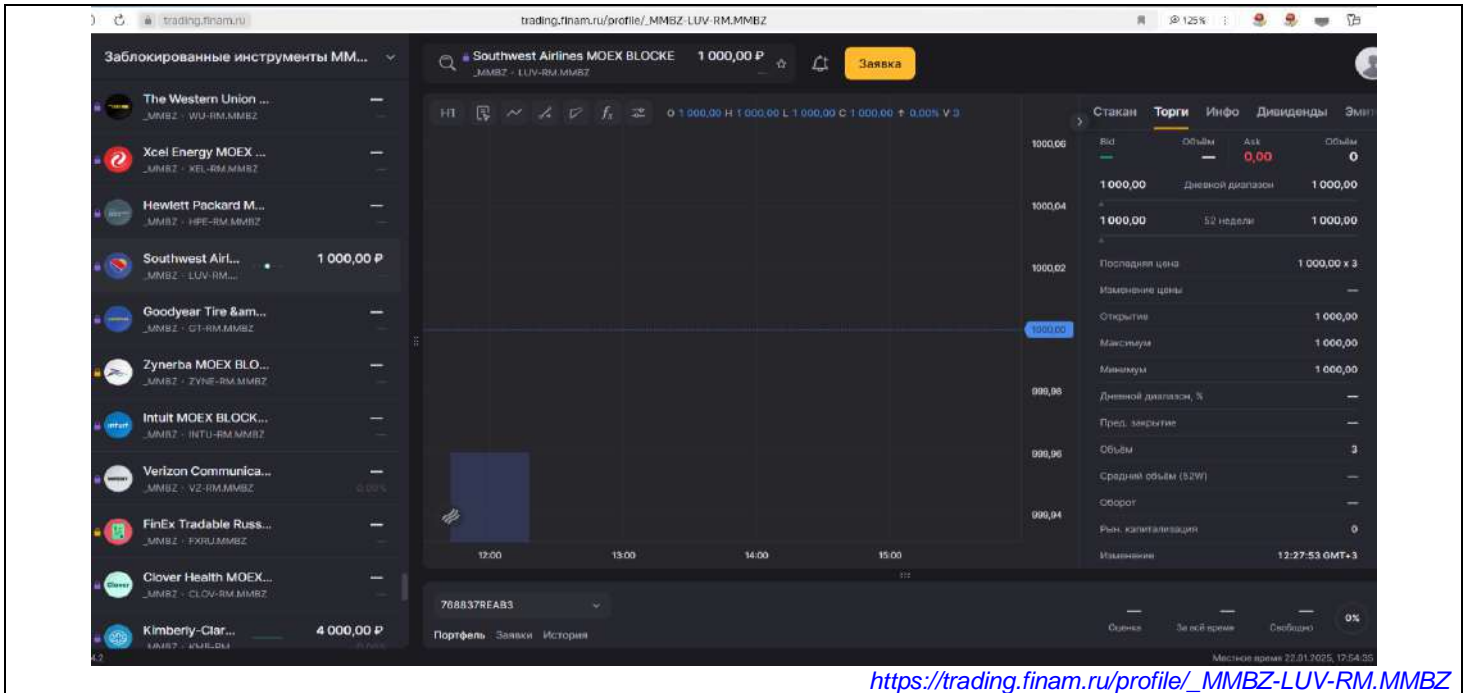 trading.finam.ru
trading.finam.ru/profile/_MMBZ-LUV-RM.MMBZ
125 %
Заблокированные инструменты ММ...
The Western Union ...
_MMBZ · WU-RM.MMBZ
Xcel Energy MOEX ...
_MMBZ · XEL-RM.MMBZ
Hewlett Packard M...
_MMBZ · HPE-RM.MMBZ
Southwest Airl...
1 000,00 ₽
_MMBZ · LUV-RM....
Goodyear Tire &am...
_MMBZ · GT-RM.MMBZ
Zynerba MOEX BLO...
_MMBZ · ZYNE-RM.MMBZ
Intuit MOEX BLOCK...
_MMBZ · INTU-RM.MMBZ
Verizon Communica...
_MMBZ · VZ-RM.MMBZ
0,00%
FinEx Tradable Russ...
_MMBZ · FXRU.MMBZ
Clover Health MOEX...
_MMBZ · CLOV-RM.MMBZ
Kimberly-Clar...
4 000,00 ₽
_MMBZ · KMB-RM
0,00%
4.2
Southwest Airlines MOEX BLOCKE
1 000,00 ₽
_MMBZ · LUV-RM.MMBZ
Заявка
H1
O 1 000,00 H 1 000,00 L 1 000,00 C 1 000,00 ↑ 0,00% V 3
1000,06
1000,04
1000,02
1000,00
999,98
999,96
999,94
12:00 13:00 14:00 15:00
768837REAB3
Портфель Заявки История
Стакан Торги Инфо Дивиденды Эмит
Bid Объём Ask Объём
— — 0,00 0
1 000,00 Дневной диапазон 1 000,00
1 000,00 52 недели 1 000,00
Последняя цена 1 000,00 x 3
Изменение цены —
Открытие 1 000,00
Максимум 1 000,00
Минимум 1 000,00
Дневной диапазон, % —
Пред. закрытие —
Объём 3
Средний объём (52W) —
Оборот —
Рын. капитализация 0
Изменение 12:27:53 GMT+3
Оценка За всё время Свободно 0%
Местное время 22.01.2025, 17:54:35
https://trading.finam.ru/profile/_MMBZ-LUV-RM.MMBZ